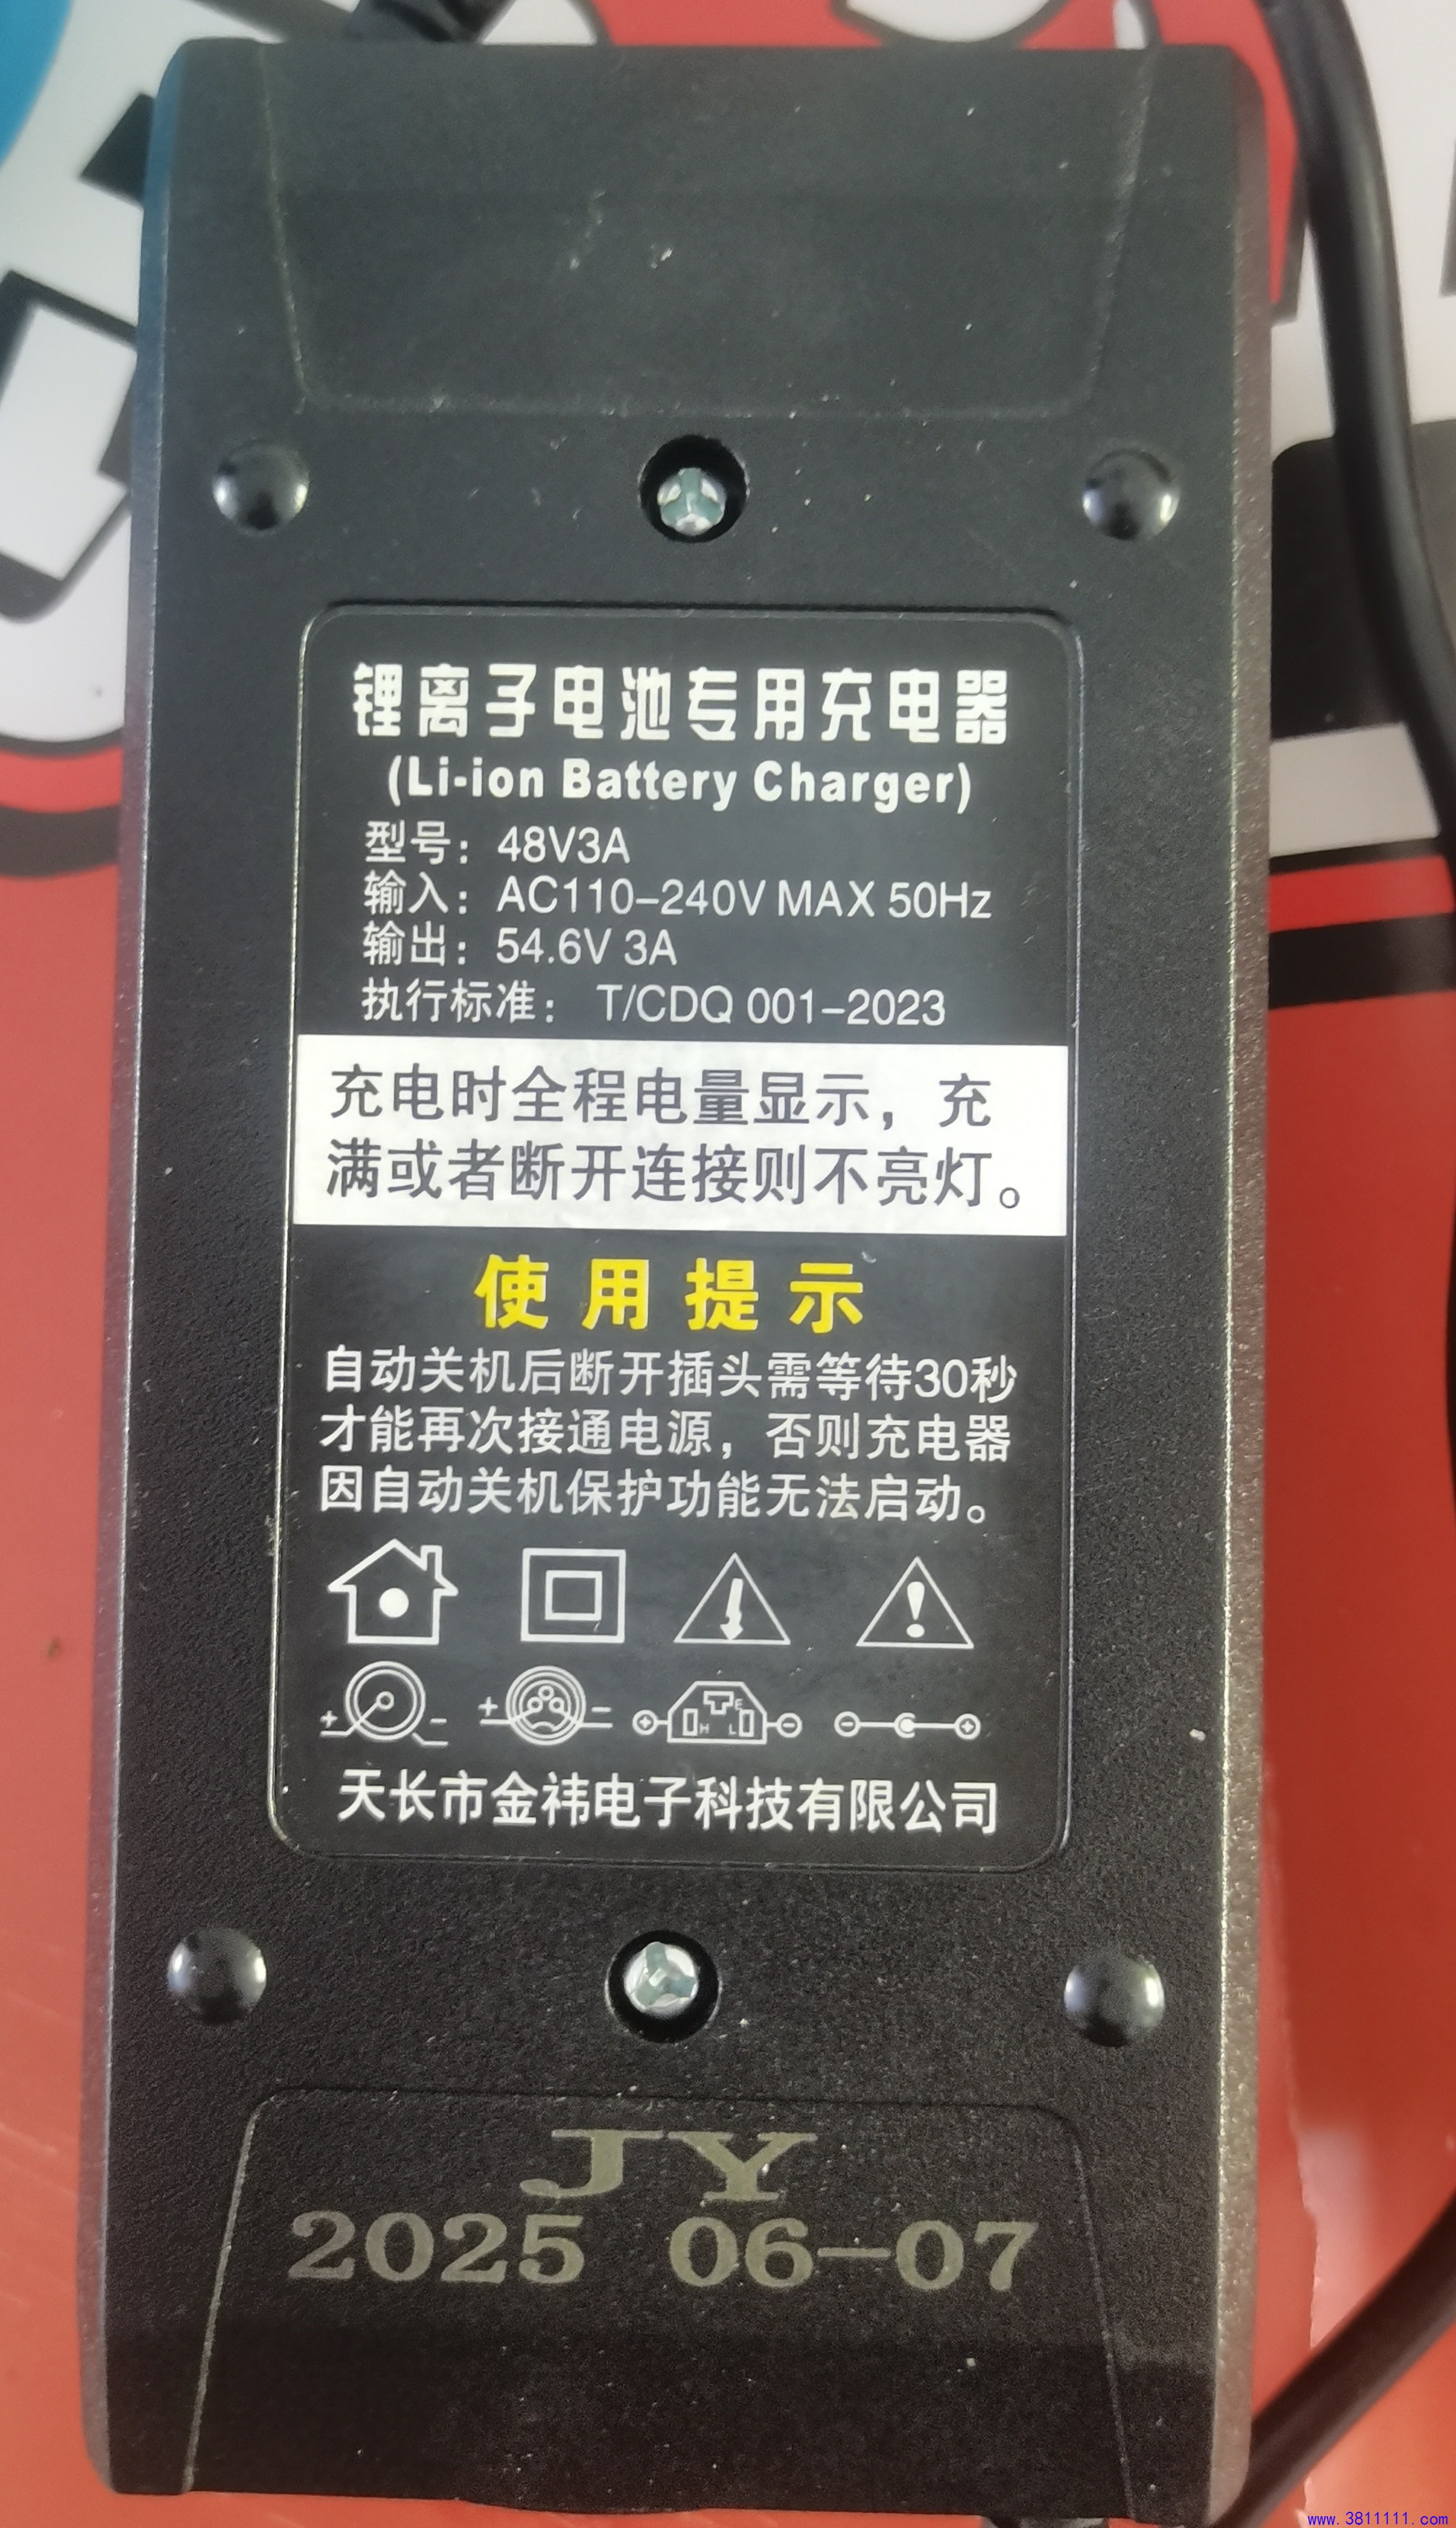 锂离子电池专用充电器
(Li-ion Battery Charger)
型号：48V3A
输入：AC110-240V MAX 50Hz
输出：54.6V 3A
执行标准：T/CDQ 001-2023
充电时全程电量显示，充
满或者断开连接则不亮灯。
使用提示
自动关机后断开插头需等待30秒
才能再次接通电源，否则充电器
因自动关机保护功能无法启动。
+ - + - + E H L - - +
天长市金祎电子科技有限公司
JY
2025 06-07
www.3811111.com